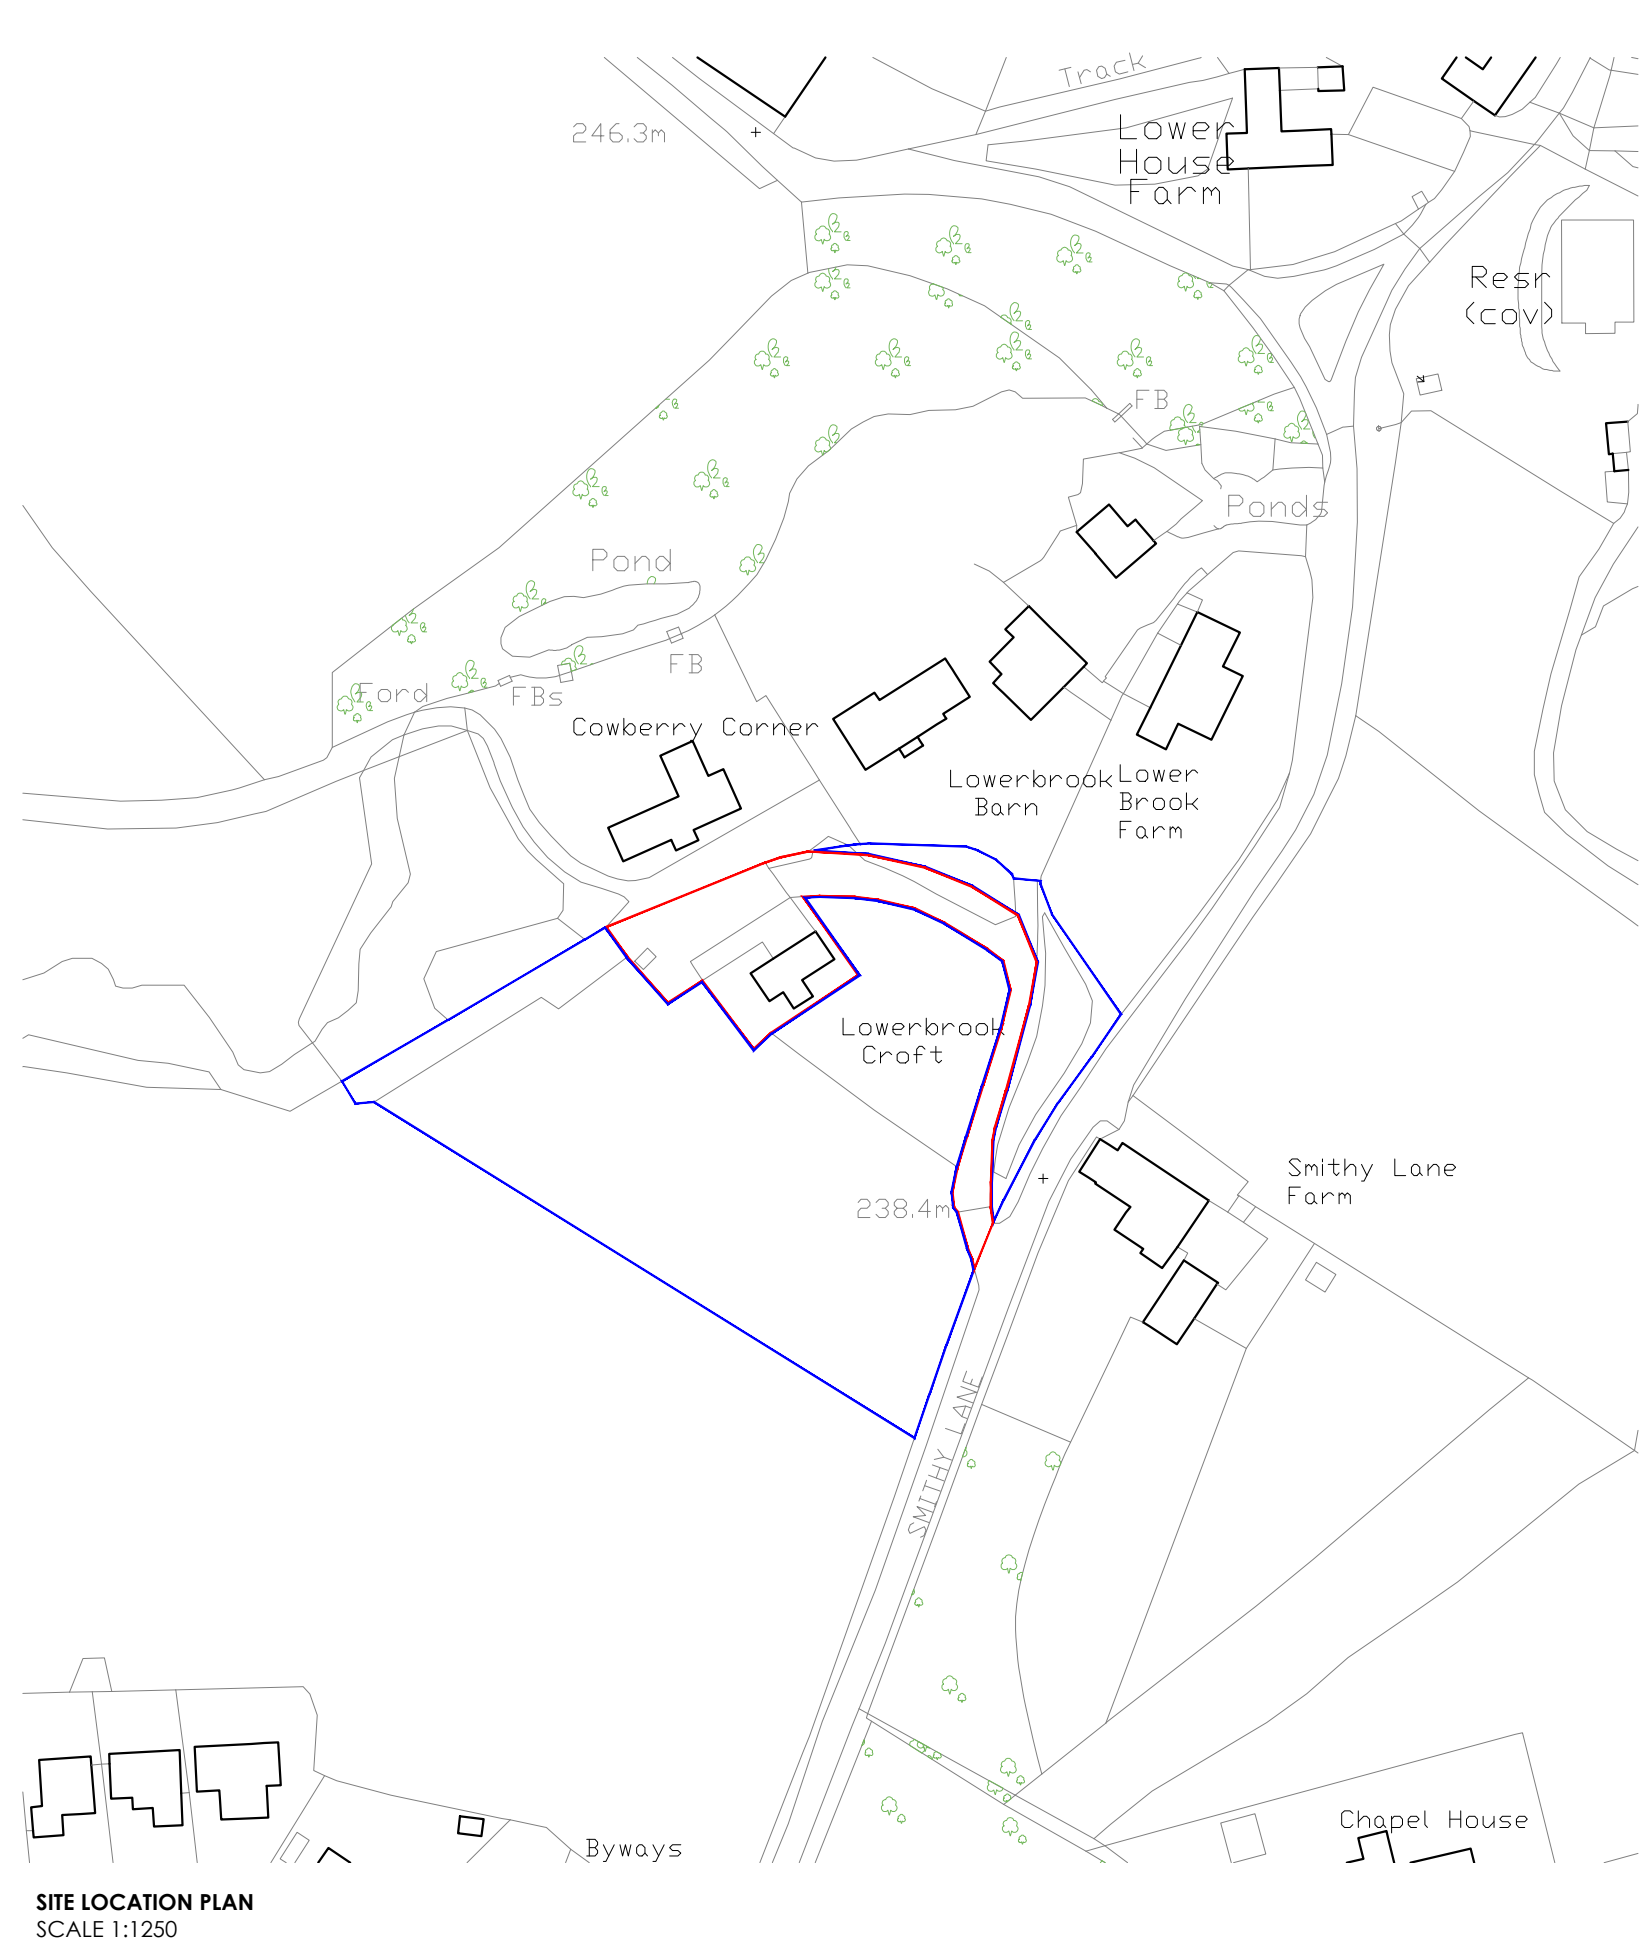 Track
246.3m
Lower
House
Farm
Resr
(cov)
FB
Ponds
Pond
FB
Ford
FBs
Cowberry Corner
Lowerbrook
Barn
Lower
Brook
Farm
Lowerbrook
Croft
Smithy Lane
Farm
238.4m
SMITHY LANE
Chapel House
Byways
SITE LOCATION PLAN
SCALE 1:1250